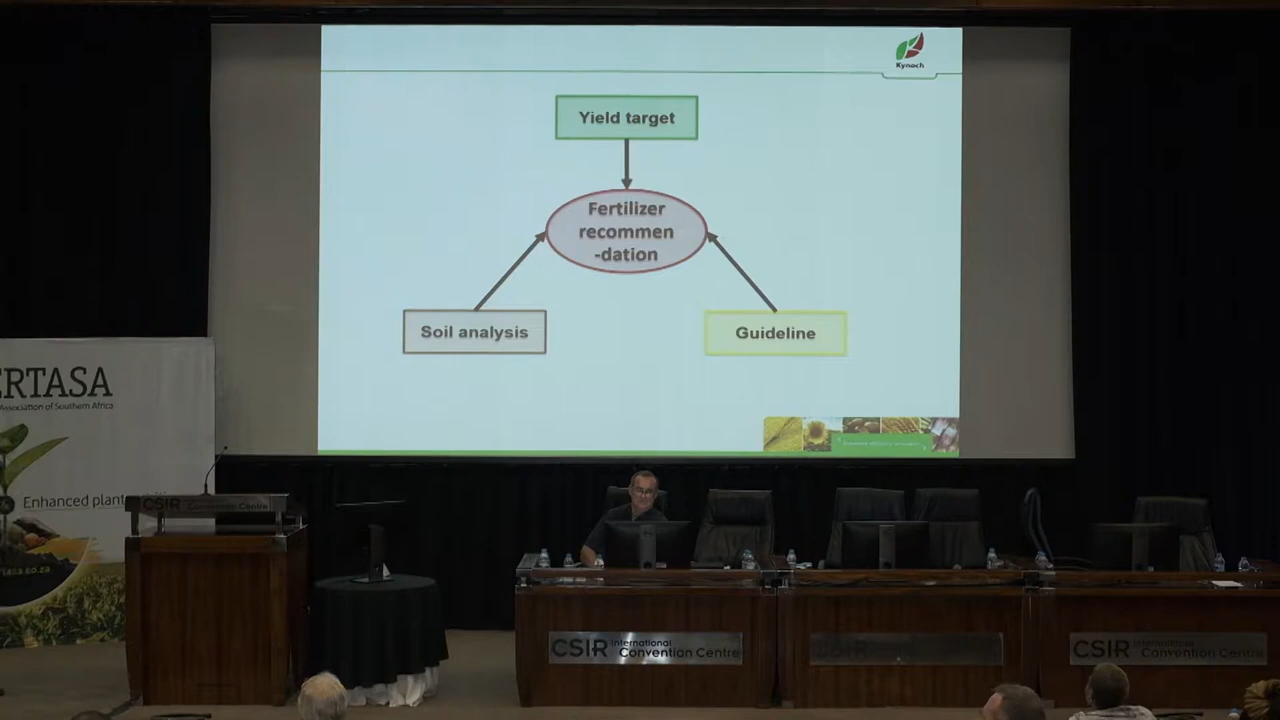 Kynoch
Yield target
Fertilizer
recommen
-dation
Soil analysis
Guideline
ERTASA
Association of Southern Africa
Enhanced plant
CSIR Convention Centre
CSIR International
Convention Centre
CSIR International
Convention Centre